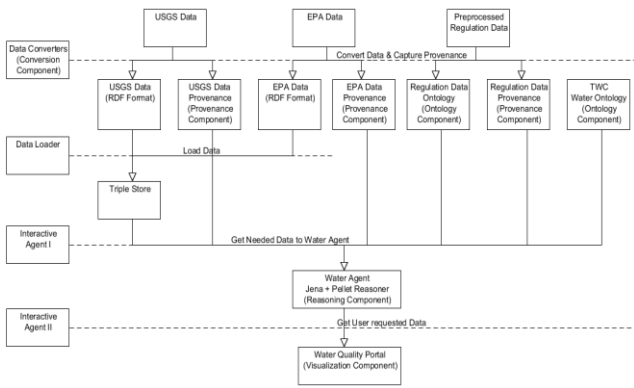 USGS Data
EPA Data
Preprocessed
Regulation Data
Data Converters
(Conversion
Component)
Convert Data & Capture Provenance
USGS Data
(RDF Format)
USGS Data
Provenance
(Provenance
Component)
EPA Data
(RDF Format)
EPA Data
Provenance
(Provenance
Component)
Regulation Data
Ontology
(Ontology
Component)
Regulation Data
Provenance
(Provenance
Component)
TWC
Water Ontology
(Ontology
Component)
Data Loader
Load Data
Triple Store
Interactive
Agent I
Get Needed Data to Water Agent
Water Agent
Jena + Pellet Reasoner
(Reasoning Component)
Interactive
Agent II
Get User requested Data
Water Quality Portal
(Visualization Component)